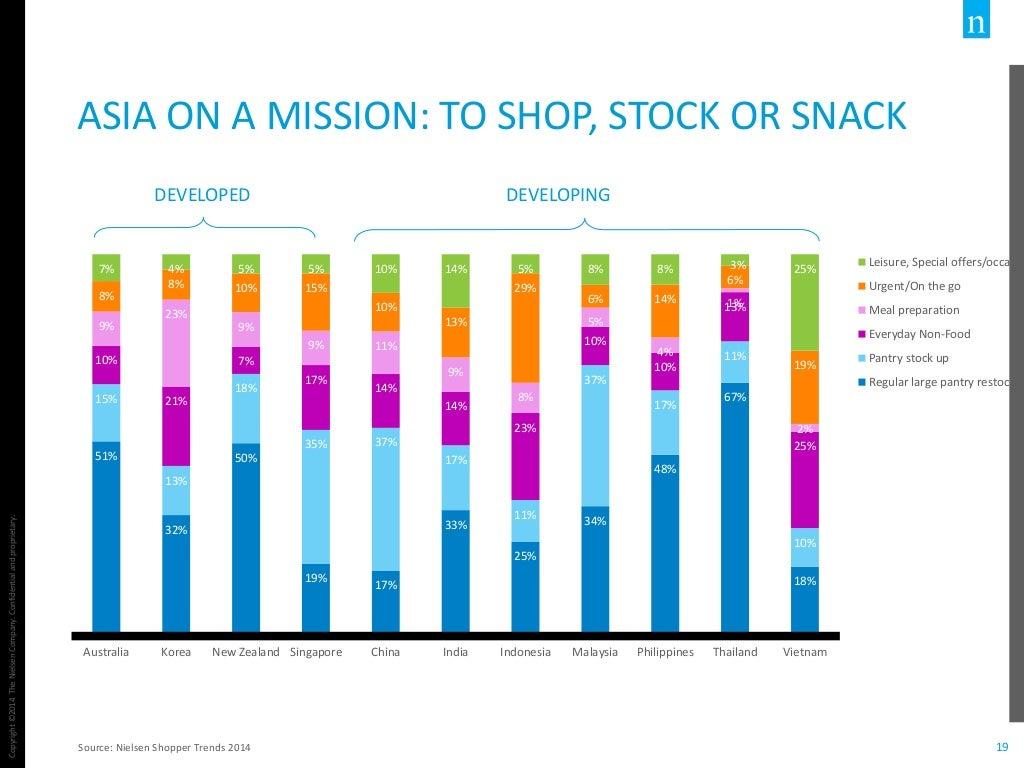 n
ASIA ON A MISSION: TO SHOP, STOCK OR SNACK
DEVELOPED
DEVELOPING
7% 4% 5% 5% 10% 14% 5% 8% 8% 3% 25%
8% 8% 10% 15% 10% 13% 29% 6% 14% 6% 19%
9% 23% 9% 9% 11% 9% 8% 5% 4% 1% 2%
10% 21% 7% 17% 14% 14% 23% 10% 10% 13% 25%
15% 13% 18% 35% 37% 17% 11% 37% 17% 11% 10%
51% 32% 50% 19% 17% 33% 25% 34% 48% 67% 18%
Australia Korea New Zealand Singapore China India Indonesia Malaysia Philippines Thailand Vietnam
Leisure, Special offers/occa
Urgent/On the go
Meal preparation
Everyday Non-Food
Pantry stock up
Regular large pantry restoc
Copyright ©2014 The Nielsen Company. Confidential and proprietary.
Source: Nielsen Shopper Trends 2014
19